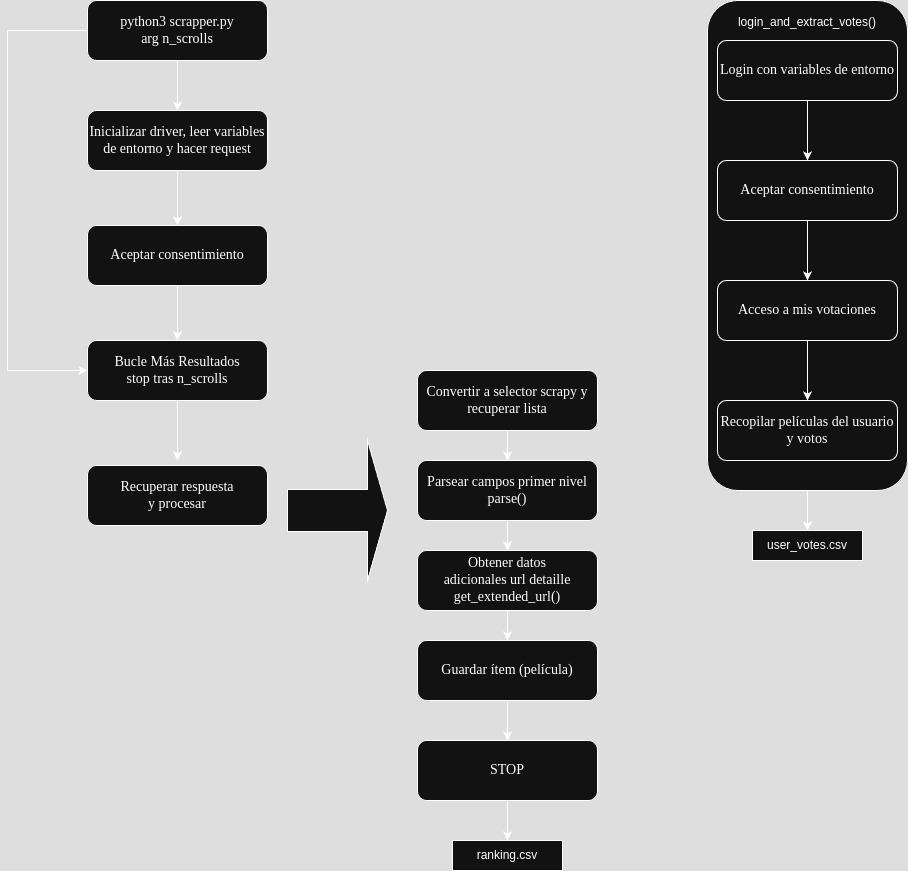 python3 scrapper.py
arg n_scrolls
Inicializar driver, leer variables
de entorno y hacer request
Aceptar consentimiento
Bucle Más Resultados
stop tras n_scrolls
Recuperar respuesta
y procesar
Convertir a selector scrapy y
recuperar lista
Parsear campos primer nivel
parse()
Obtener datos
adicionales url detaille
get_extended_url()
Guardar ítem (película)
STOP
ranking.csv
login_and_extract_votes()
Login con variables de entorno
Aceptar consentimiento
Acceso a mis votaciones
Recopilar películas del usuario
y votos
user_votes.csv